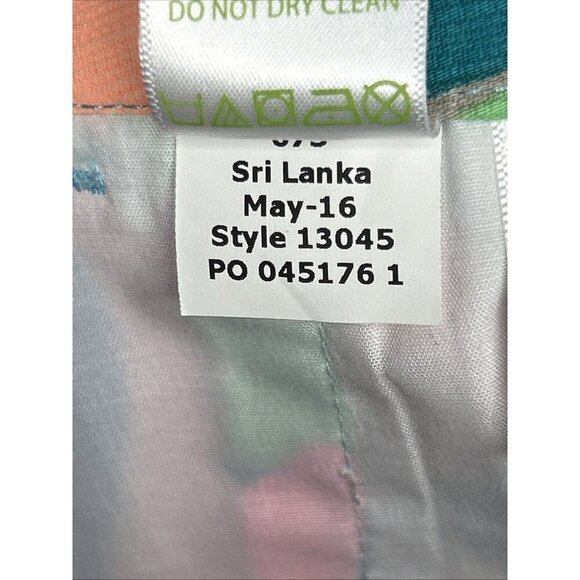 DO NOT DRY CLEAN
Sri Lanka
May-16
Style 13045
PO 045176 1